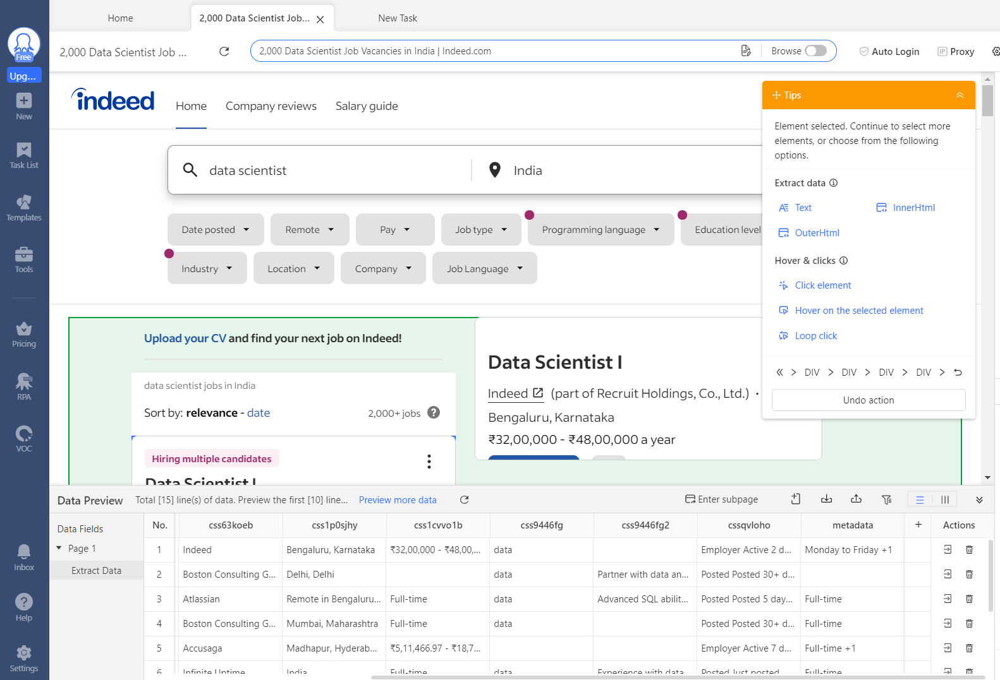 Home
2,000 Data Scientist Job...
New Task
Free
Upg...
New
Task List
Templates
Tools
Pricing
RPA
VOC
Inbox
Help
Settings
2,000 Data Scientist Job ...
2,000 Data Scientist Job Vacancies in India | Indeed.com
Browse
Auto Login
IP Proxy
indeed
Home
Company reviews
Salary guide
data scientist
India
Date posted
Remote
Pay
Job type
Programming language
Education level
Industry
Location
Company
Job Language
Upload your CV and find your next job on Indeed!
data scientist jobs in India
Sort by: relevance - date
2,000+ jobs
Hiring multiple candidates
Data Scientist I
Data Scientist I
Indeed (part of Recruit Holdings, Co., Ltd.) •
Bengaluru, Karnataka
₹32,00,000 - ₹48,00,000 a year
Tips
Element selected. Continue to select more
elements, or choose from the following
options.
Extract data
Text
InnerHtml
OuterHtml
Hover & clicks
Click element
Hover on the selected element
Loop click
« > DIV > DIV > DIV > DIV >
Undo action
Data Preview
Total [15] line(s) of data. Preview the first [10] line...
Preview more data
Enter subpage
Data Fields
Page 1
Extract Data
No. css63koeb css1p0sjhy css1cvvo1b css9446fg css9446fg2 cssqvloho metadata + Actions
1 Indeed Bengaluru, Karnataka ₹32,00,000 - ₹48,00,... data Employer Active 2 d... Monday to Friday +1
2 Boston Consulting G... Delhi, Delhi data Partner with data an... Posted Posted 30+ d...
3 Atlassian Remote in Bengaluru... Full-time data Advanced SQL abilit... Posted Posted 5 day... Full-time
4 Boston Consulting G... Mumbai, Maharashtra Full-time data Posted Posted 30+ d... Full-time
5 Accusaga Madhapur, Hyderab... ₹5,11,466.97 - ₹18,7... Employer Active 7 d... Full-time +1
6 Infinite Uptime India Full-time data Experience with data Posted Just posted Full-time